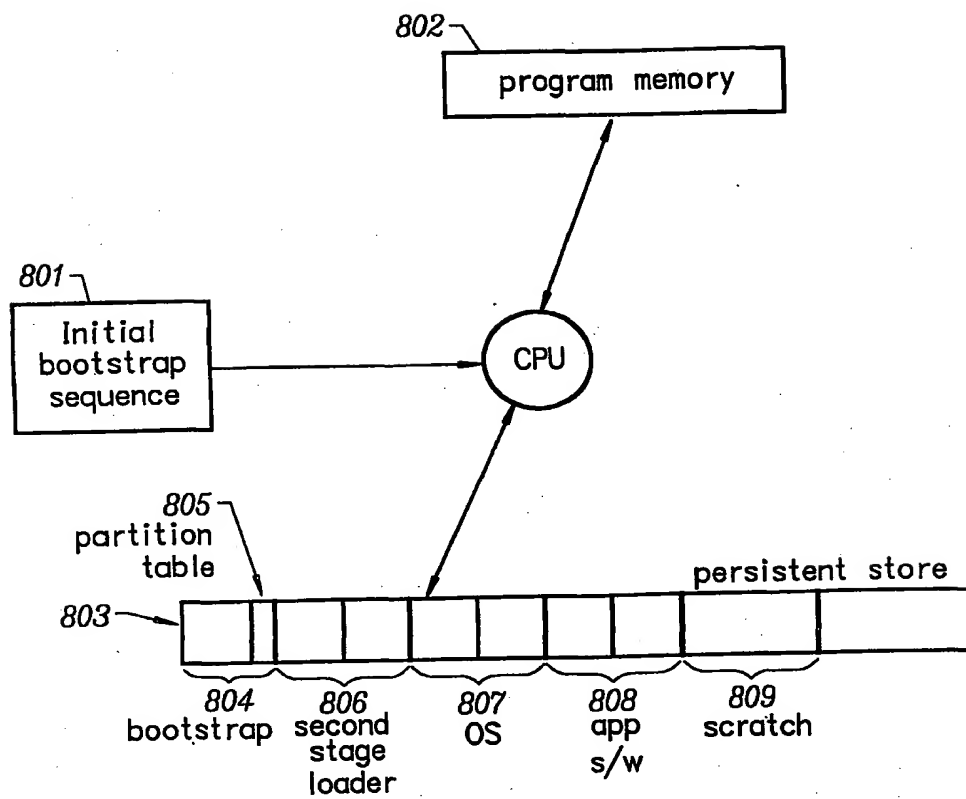 802
program memory
801
Initial
bootstrap
sequence
CPU
805
partition
table
persistent store
803
804
bootstrap
806
second
stage
loader
807
OS
808
app
s/w
809
scratch